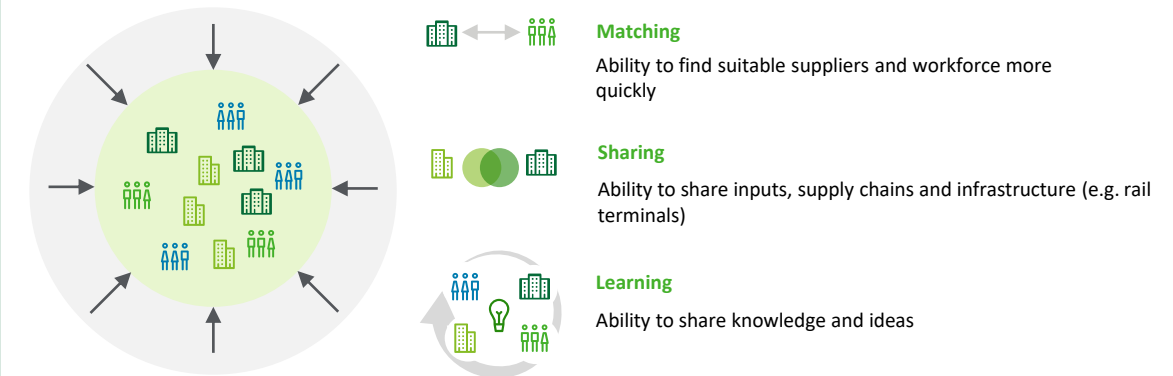 Matching
Ability to find suitable suppliers and workforce more
quickly
Sharing
Ability to share inputs, supply chains and infrastructure (e.g. rail
terminals)
Learning
Ability to share knowledge and ideas